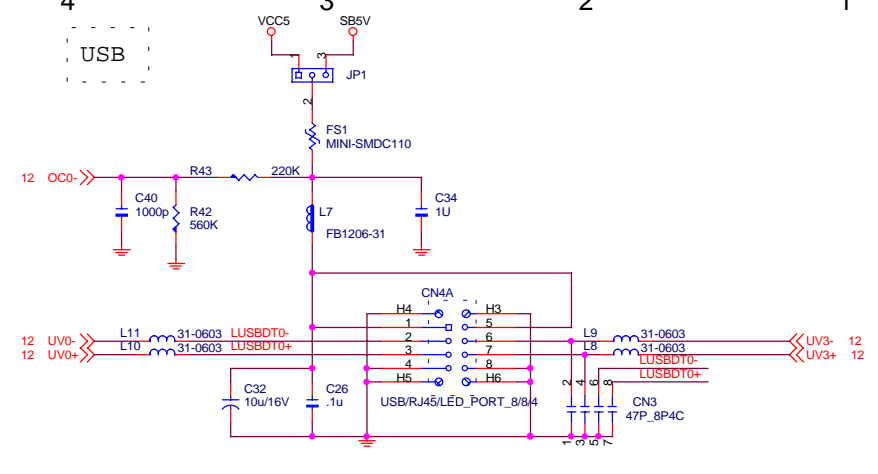 4 3 2 1
VCC5 SB5V
USB
1 3
JP1
2
FS1
MINI-SMDC110
12 OC0- R43 220K
C40
1000p
R42
560K
L7
FB1206-31
C34
1U
CN4A
H4 H3
1 5
12 UV0- L11 31-0603 LUSBDT0- 2 6 L9 31-0603 UV3- 12
12 UV0+ L10 31-0603 LUSBDT0+ 3 7 L8 31-0603 UV3+ 12
4 8 LUSBDT0-
H5 H6 LUSBDT0+
C32
10u/16V
C26
.1u
USB/RJ45/LED_PORT_8/8/4
2 4 6 8
CN3
47P_8P4C
1 3 5 7